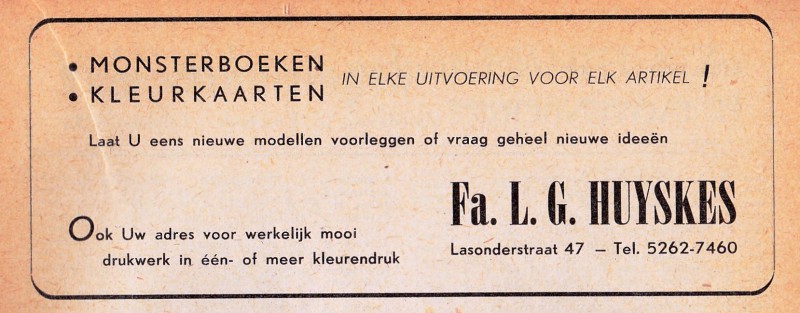 • MONSTERBOEKEN
• KLEURKAARTEN
IN ELKE UITVOERING VOOR ELK ARTIKEL !
Laat U eens nieuwe modellen voorleggen of vraag geheel nieuwe ideeën
Ook Uw adres voor werkelijk mooi
drukwerk in één- of meer kleurendruk
Fa. L. G. HUYSKES
Lasonderstraat 47 – Tel. 5262-7460